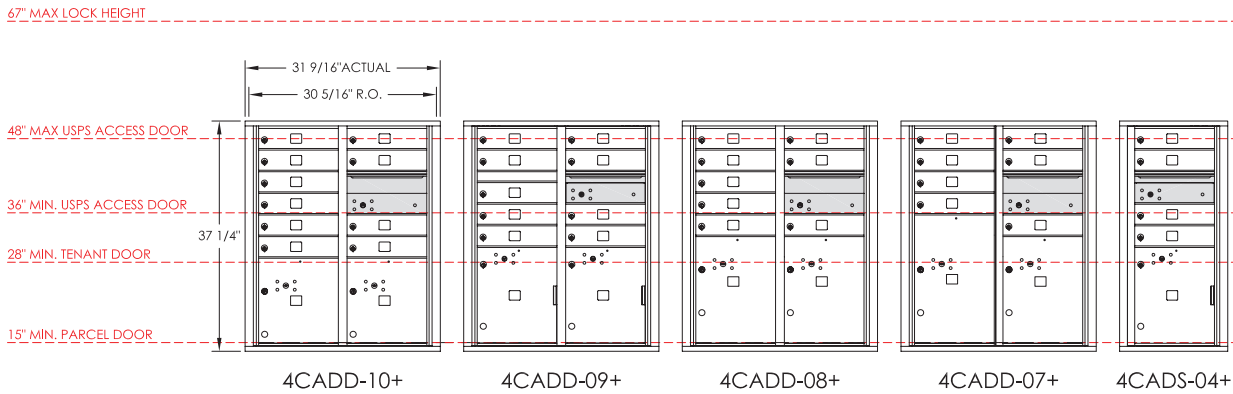 67" MAX LOCK HEIGHT
31 9/16"ACTUAL
30 5/16" R.O.
48" MAX USPS ACCESS DOOR
36" MIN. USPS ACCESS DOOR
37 1/4"
28" MIN. TENANT DOOR
15" MIN. PARCEL DOOR
4CADD-10+
4CADD-09+
4CADD-08+
4CADD-07+
4CADS-04+